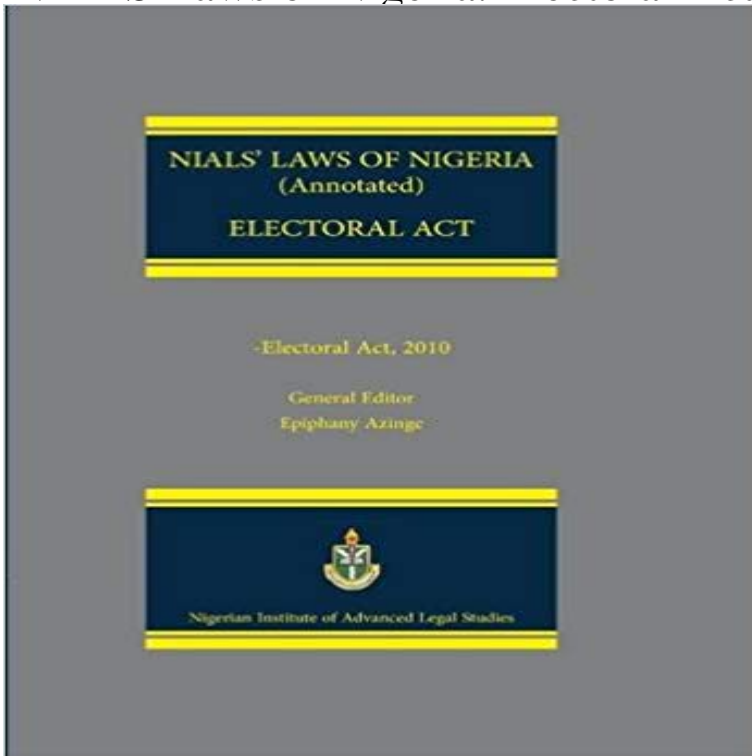 NIALS' LAWS OF NIGERIA
(Annotated)
ELECTORAL ACT
-Electoral Act, 2010
General Editor
Epiphany Azinge
Nigerian Institute of Advanced Legal Studies